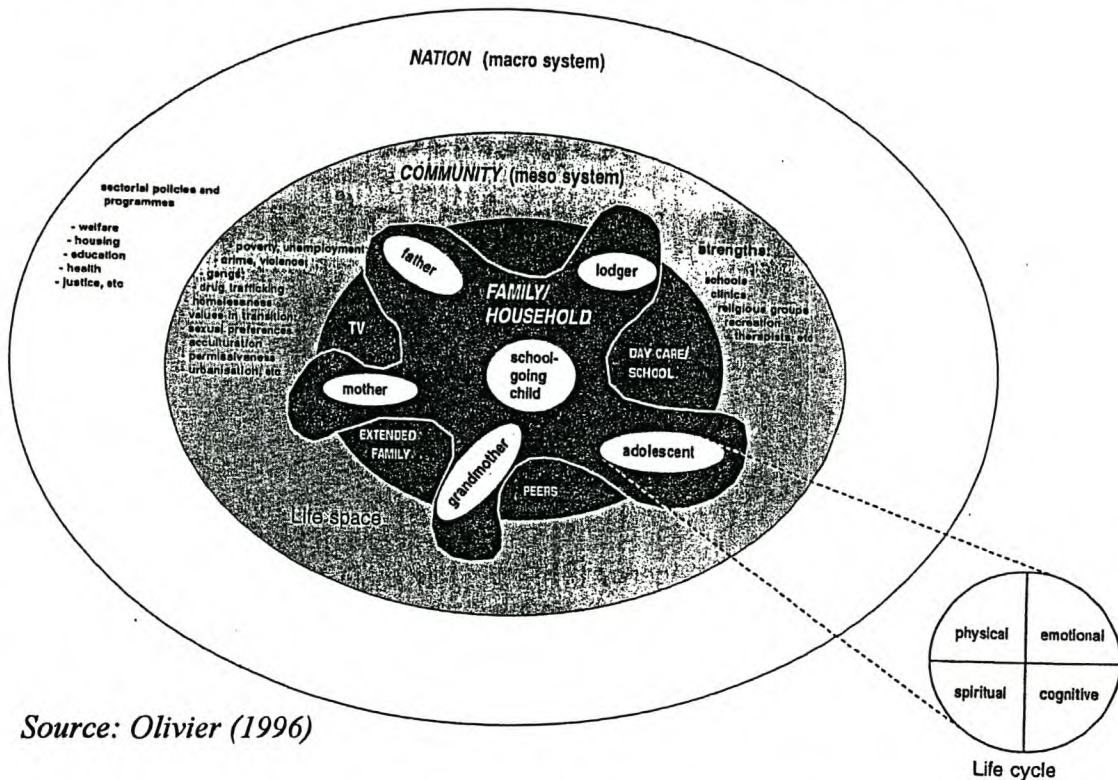 NATION (macro system)
COMMUNITY (meso system)
sectorial policies and
programmes
- welfare
- housing
- education
- health
- justice, etc
poverty, unemployment
crime, violence
gangs
drug trafficking
homelesness
values in transition
sexual preferences
acculturation
permissiveness
urbanisation, etc
strengths:
schools
clinics
religious groups
recreation
therapists, etc
father
lodger
FAMILY/
HOUSEHOLD
TV
school-
going
child
DAY CARE/
SCHOOL
mother
EXTENDED
FAMILY
grandmother
adolescent
PEERS
Life space
physical
emotional
spiritual
cognitive
Life cycle
Source: Olivier (1996)